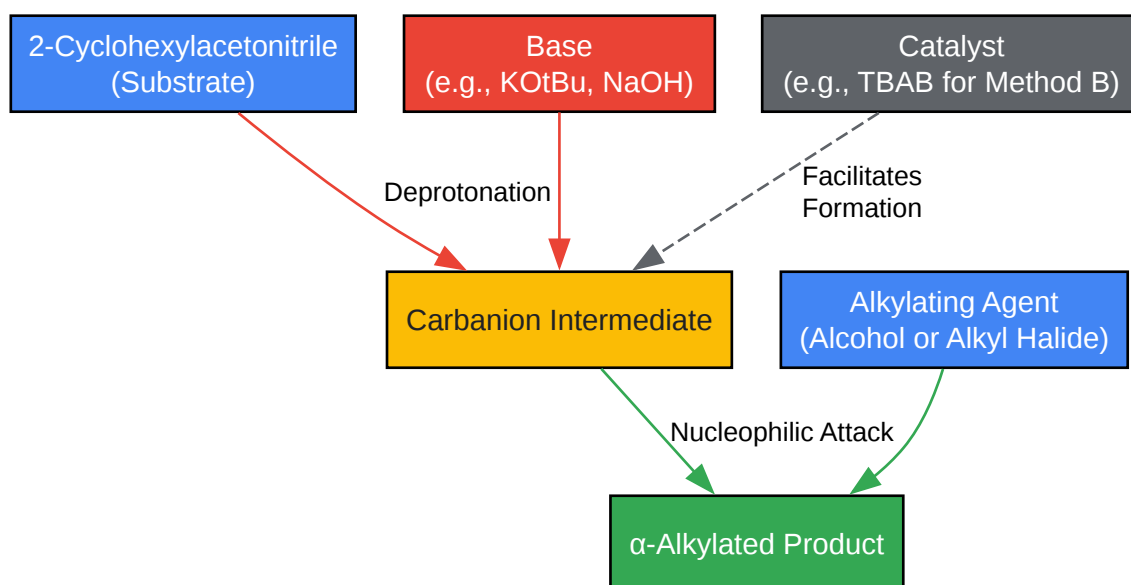 2-Cyclohexylacetonitrile
(Substrate)
Base
(e.g., KOtBu, NaOH)
Catalyst
(e.g., TBAB for Method B)
Deprotonation
Facilitates
Formation
Carbanion Intermediate
Alkylating Agent
(Alcohol or Alkyl Halide)
Nucleophilic Attack
α-Alkylated Product